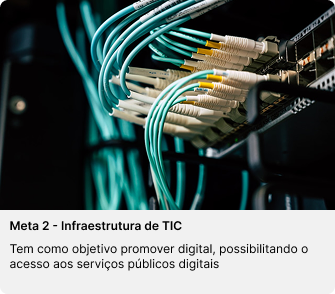 Meta 2 - Infraestrutura de TIC
Tem como objetivo promover digital, possibilitando o
acesso aos serviços públicos digitais